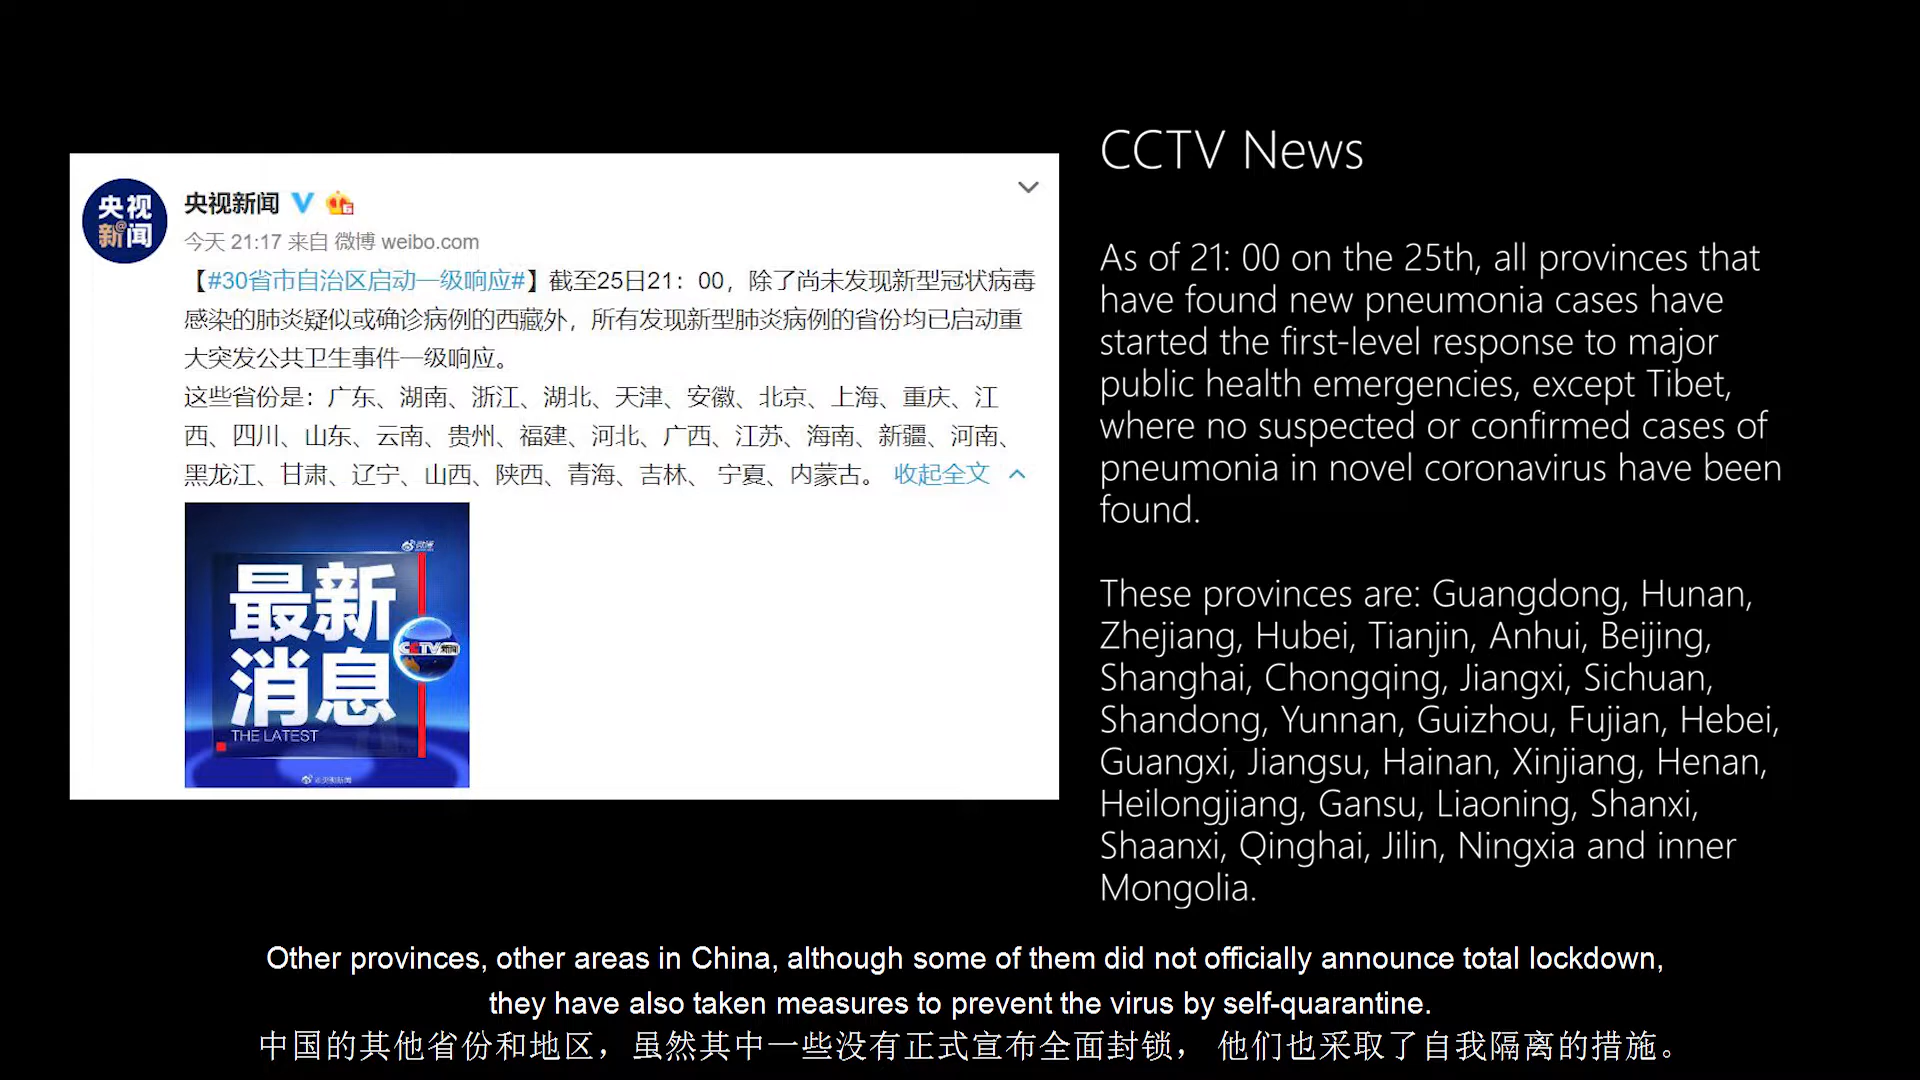 央视
新@闻
央视新闻
今天 21:17 来自 微博 weibo.com
【#30省市自治区启动一级响应#】截至25日21：00，除了尚未发现新型冠状病毒
感染的肺炎疑似或确诊病例的西藏外，所有发现新型肺炎病例的省份均已启动重
大突发公共卫生事件一级响应。
这些省份是：广东、湖南、浙江、湖北、天津、安徽、北京、上海、重庆、江
西、四川、山东、云南、贵州、福建、河北、广西、江苏、海南、新疆、河南、
黑龙江、甘肃、辽宁、山西、陕西、青海、吉林、 宁夏、内蒙古。 收起全文
微博
最新
消息
CCTV新闻
THE LATEST
@央视新闻
CCTV News
As of 21: 00 on the 25th, all provinces that
have found new pneumonia cases have
started the first-level response to major
public health emergencies, except Tibet,
where no suspected or confirmed cases of
pneumonia in novel coronavirus have been
found.
These provinces are: Guangdong, Hunan,
Zhejiang, Hubei, Tianjin, Anhui, Beijing,
Shanghai, Chongqing, Jiangxi, Sichuan,
Shandong, Yunnan, Guizhou, Fujian, Hebei,
Guangxi, Jiangsu, Hainan, Xinjiang, Henan,
Heilongjiang, Gansu, Liaoning, Shanxi,
Shaanxi, Qinghai, Jilin, Ningxia and inner
Mongolia.
Other provinces, other areas in China, although some of them did not officially announce total lockdown,
they have also taken measures to prevent the virus by self-quarantine.
中国的其他省份和地区，虽然其中一些没有正式宣布全面封锁， 他们也采取了自我隔离的措施。